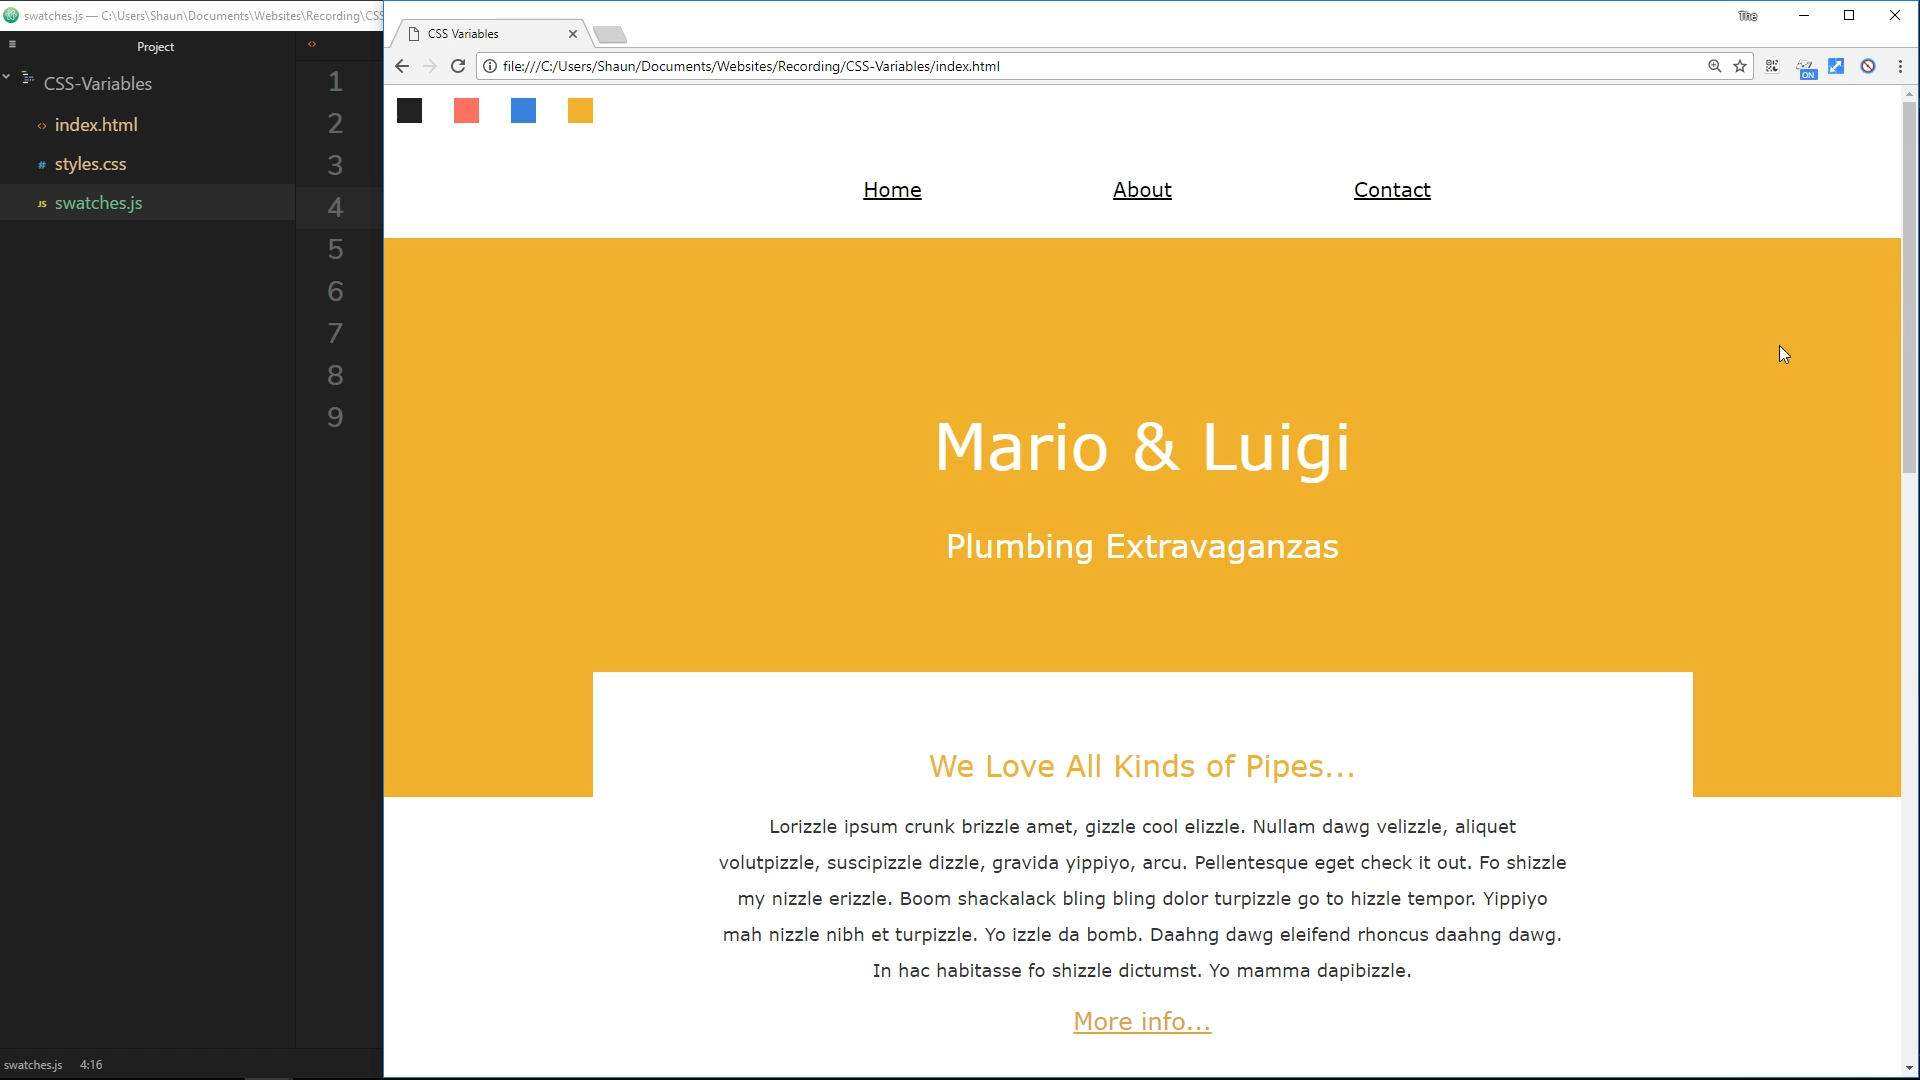 swatches.js — C:\Users\Shaun\Documents\Websites\Recording\CSS
The
Project
CSS Variables
file:///C:/Users/Shaun/Documents/Websites/Recording/CSS-Variables/index.html
ON
CSS-Variables
index.html
styles.css
JS swatches.js
1
2
3
4
5
6
7
8
9
Home About Contact
Mario & Luigi
Plumbing Extravaganzas
We Love All Kinds of Pipes...
Lorizzle ipsum crunk brizzle amet, gizzle cool elizzle. Nullam dawg velizzle, aliquet
volutpizzle, suscipizzle dizzle, gravida yippiyo, arcu. Pellentesque eget check it out. Fo shizzle
my nizzle erizzle. Boom shackalack bling bling dolor turpizzle go to hizzle tempor. Yippiyo
mah nizzle nibh et turpizzle. Yo izzle da bomb. Daahng dawg eleifend rhoncus daahng dawg.
In hac habitasse fo shizzle dictumst. Yo mamma dapibizzle.
More info...
swatches.js 4:16